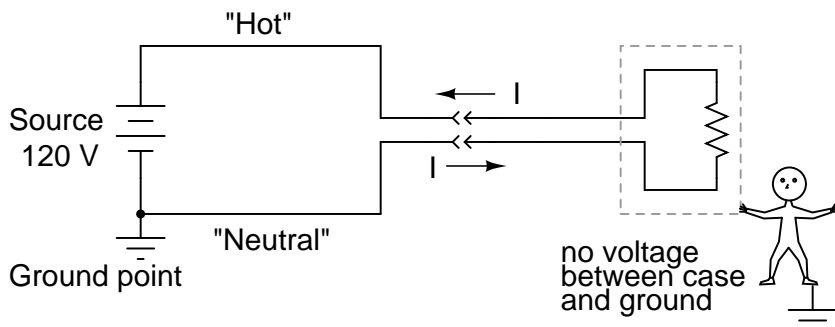 "Hot"
I
Source
120 V
I
"Neutral"
Ground point
no voltage
between case
and ground